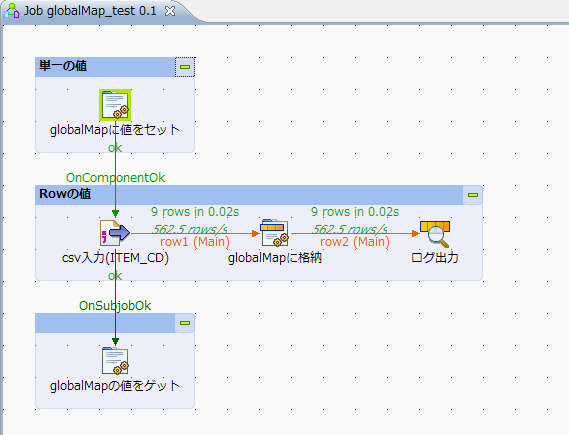 Job globalMap_test 0.1
単一の値
globalMapに値をセット
ok
OnComponentOk
Rowの値
9 rows in 0.02s
562.5 rows/s
row1 (Main)
9 rows in 0.02s
562.5 rows/s
row2 (Main)
csv入力(ITEM_CD)
globalMapに格納
ログ出力
ok
OnSubjobOk
globalMapの値をゲット